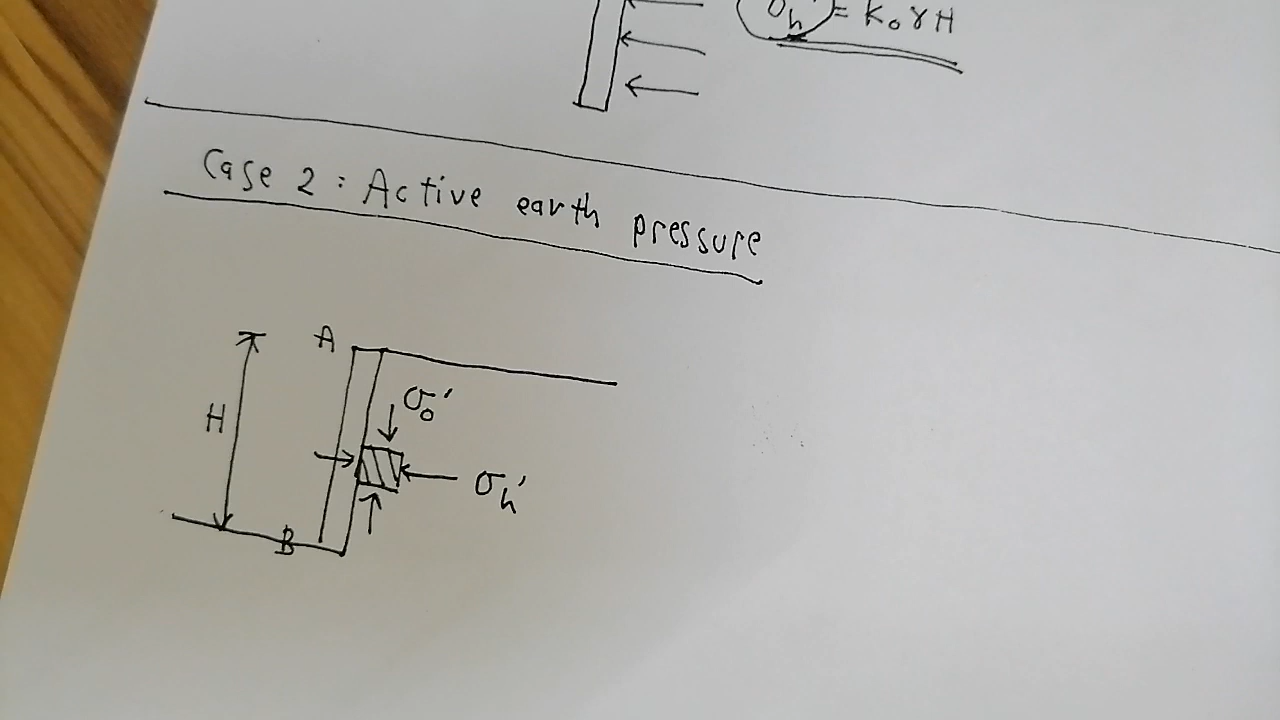 σh = K₀γH
Case 2: Active earth pressure
A
σ₀'
H
σh'
B